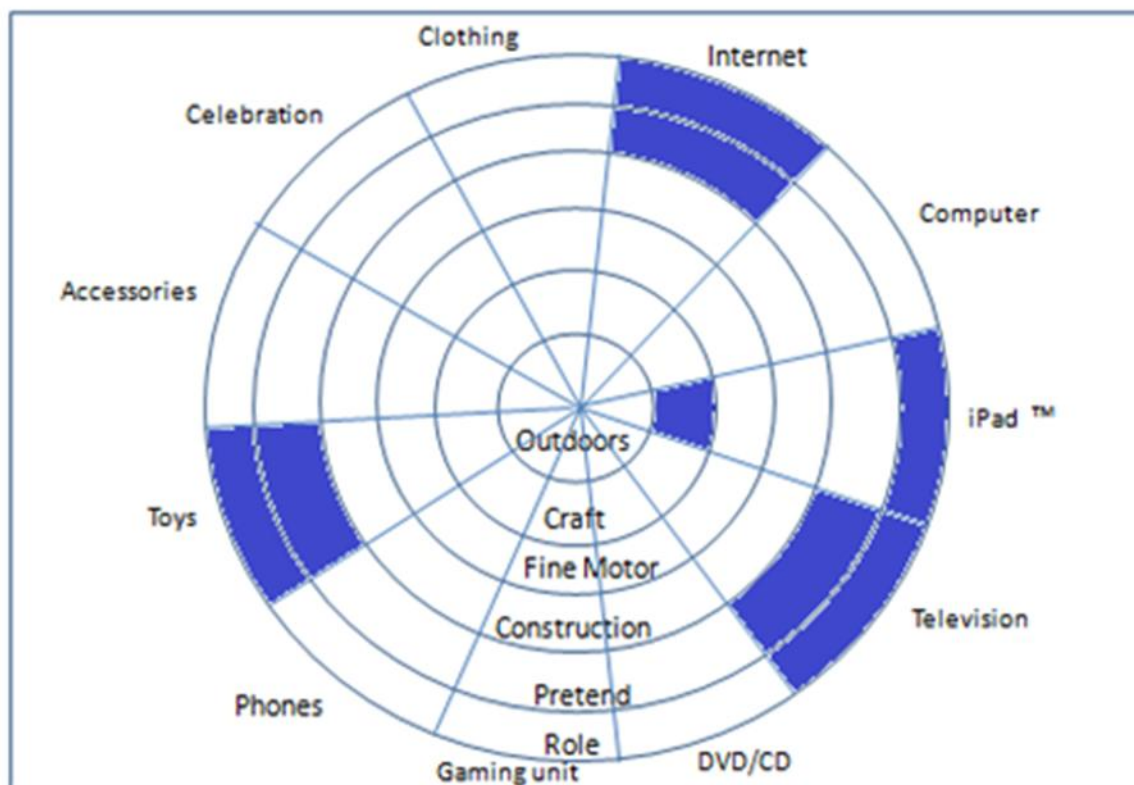 Clothing
Internet
Celebration
Computer
Accessories
iPad ™
Outdoors
Toys
Craft
Fine Motor
Television
Construction
Pretend
Phones
Role
DVD/CD
Gaming unit